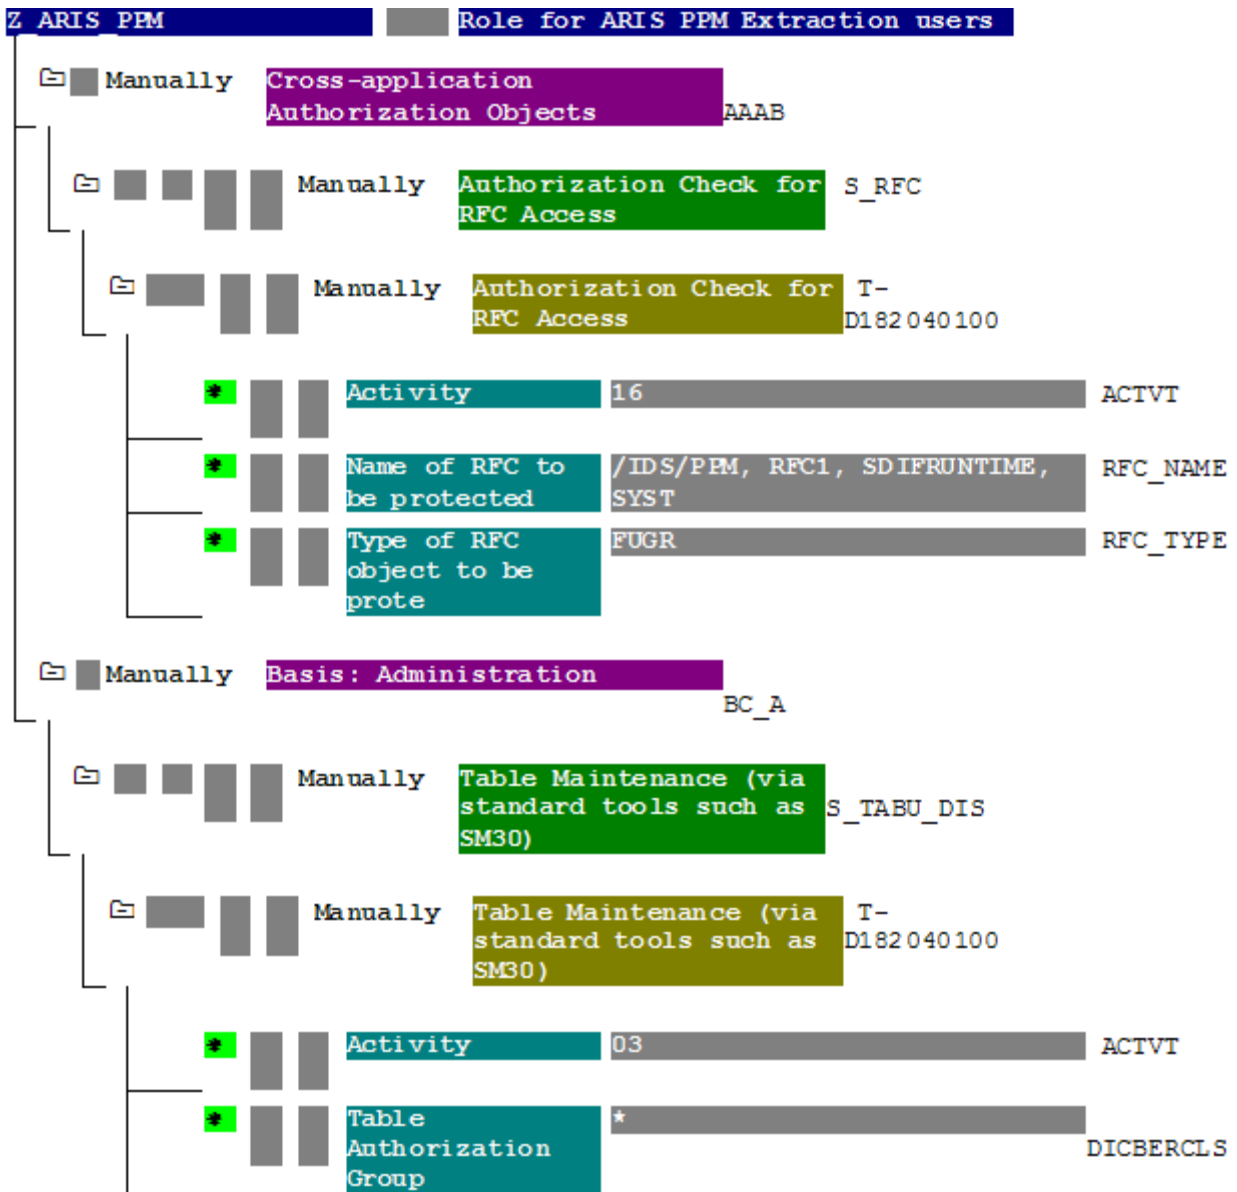 Z_ARIS_PPM Role for ARIS PPM Extraction users
Manually Cross-application
Authorization Objects AAAB
Manually Authorization Check for S_RFC
RFC Access
Manually Authorization Check for T-
RFC Access D182040100
* Activity 16 ACTVT
* Name of RFC to /IDS/PPM, RFC1, SDIFRUNTIME, RFC_NAME
be protected SYST
* Type of RFC FUGR RFC_TYPE
object to be
prote
Manually Basis: Administration
BC_A
Manually Table Maintenance (via
standard tools such as S_TABU_DIS
SM30)
Manually Table Maintenance (via T-
standard tools such as D182040100
SM30)
* Activity 03 ACTVT
* Table *
Authorization DICBERCLS
Group